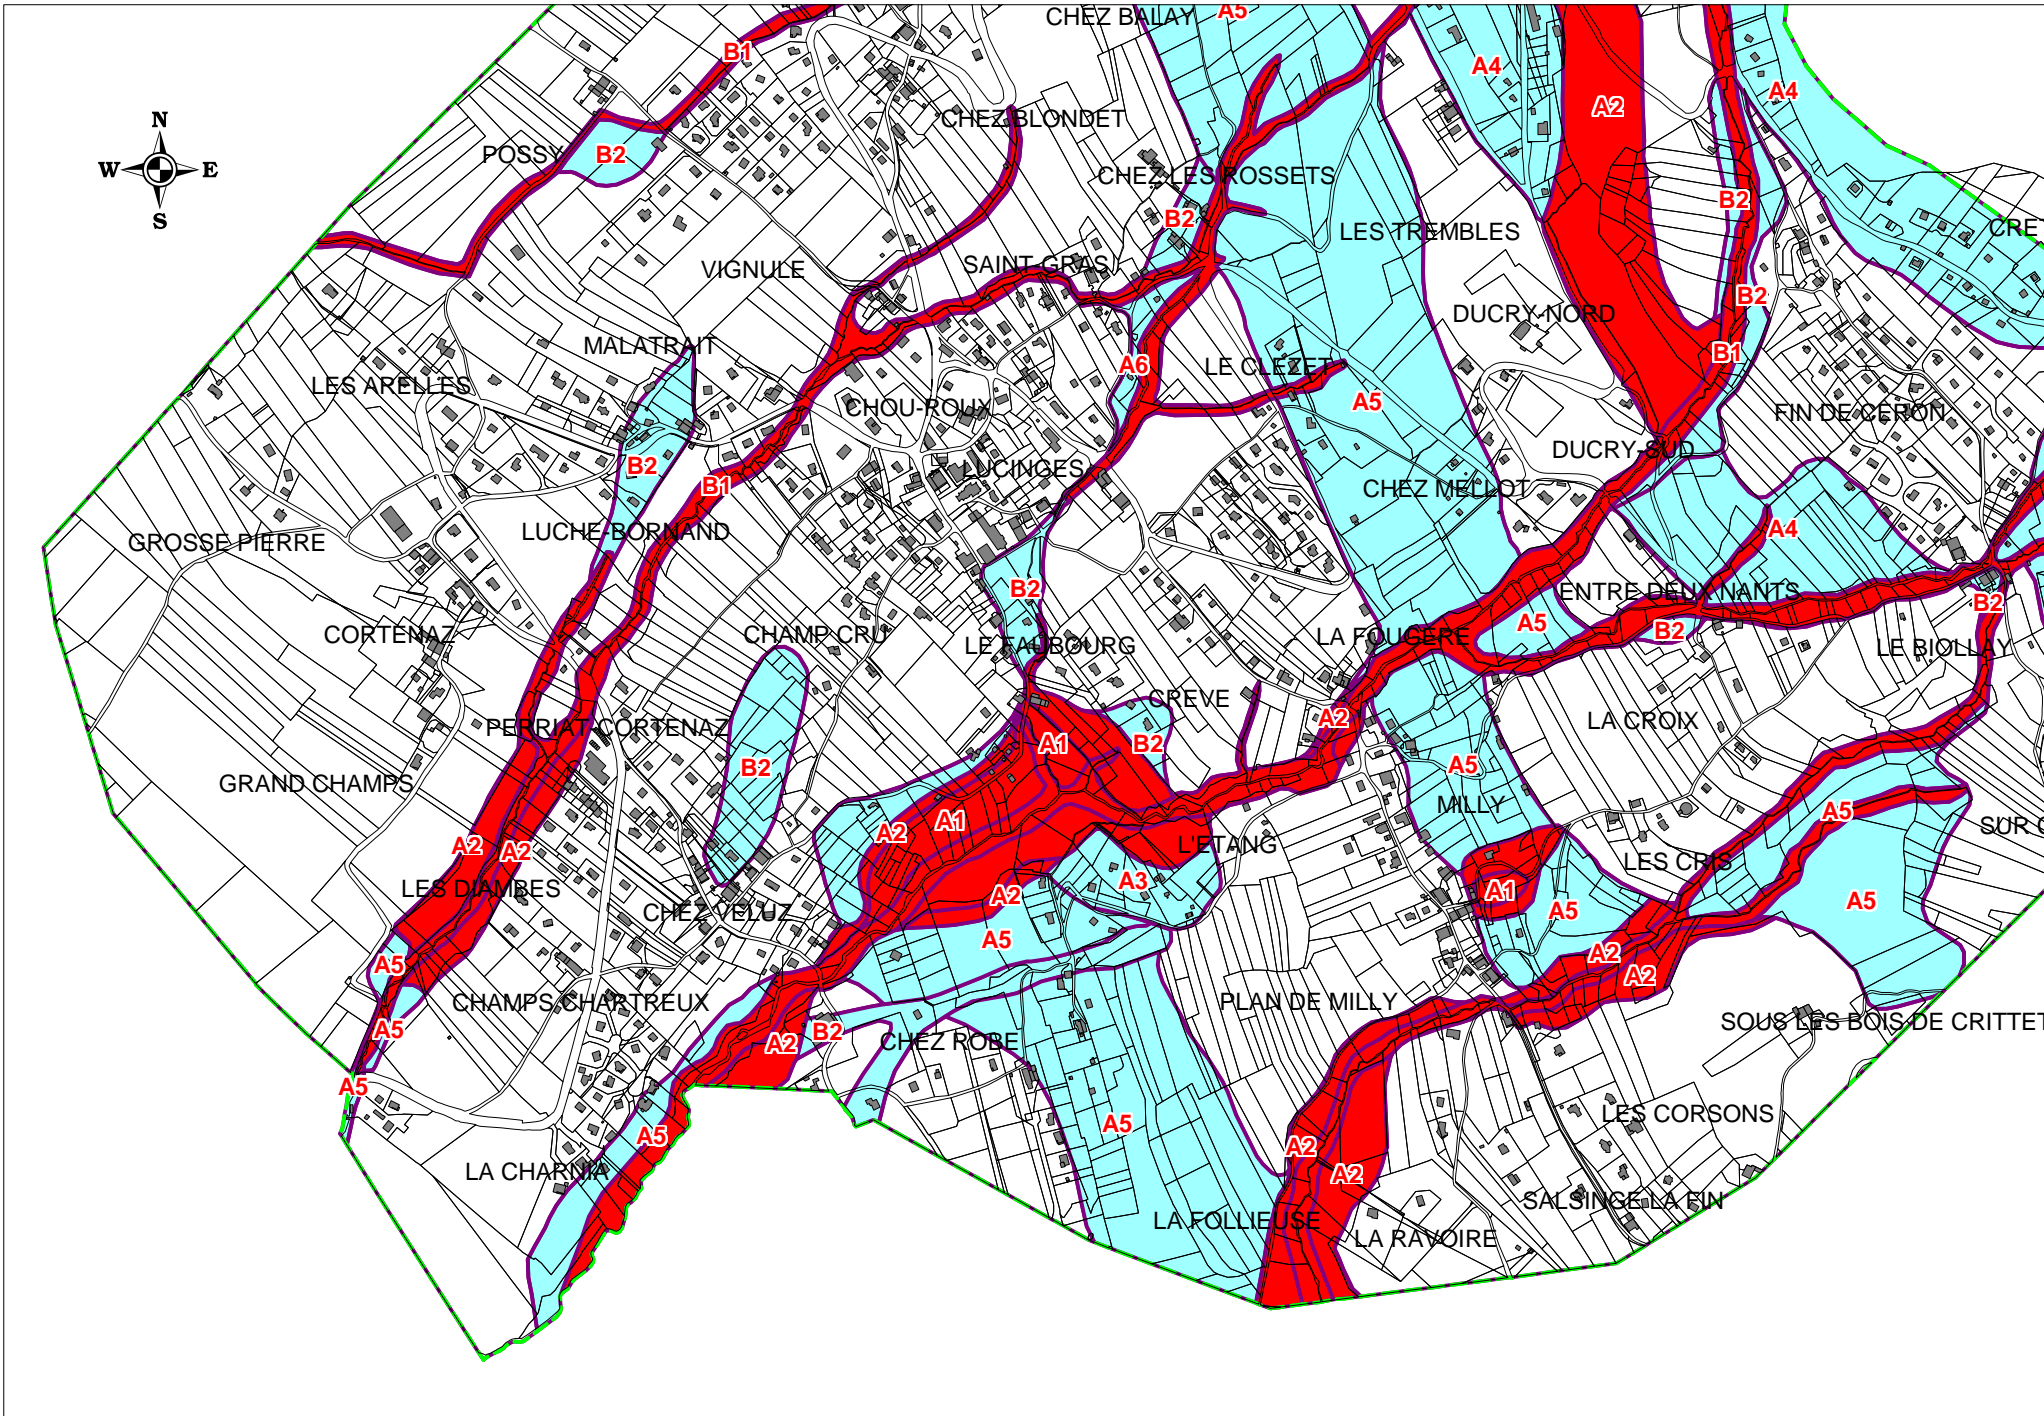 CHEZ BALAY
A5
B1
A4
A4
A2
N
W E
S
CHEZ BLONDET
POSSY
B2
CHEZ LES ROSSETS
B2
B2
LES TREMBLES
CRET
VIGNULE
SAINT-GRAS
B2
DUCRY-NORD
MALATRAIT
B1
A6
LE CLEZET
LES ARELLES
A5
CHOU-ROUX
FIN DE CERON
DUCRY-SUD
B2
LUCINGES
B1
CHEZ MELLOT
A4
LUCHE-BORNAND
GROSSE PIERRE
B2
ENTRE DEUX NANTS
B2
A5
B2
CORTENAZ
CHAMP CRU
LE FAUBOURG
LA FOUGERE
LE BIOLLAY
CREVE
A2
LA CROIX
PERRIAT-CORTENAZ
A1
B2
B2
A5
GRAND CHAMPS
MILLY
A5
A1
SUR C
A2
A2
A2
L'ETANG
LES CRIS
A3
LES DIAMBES
A2
A1
A5
A5
CHEZ VELUZ
A5
A2
A5
A2
CHAMPS CHARTREUX
PLAN DE MILLY
SOUS LES BOIS DE CRITTET
A5
B2
A2
CHEZ ROBE
A5
LES CORSONS
A5
A5
A2
LA CHARNIA
A2
SALSINGE-LA FIN
LA FOLLIEUSE
LA RAVOIRE